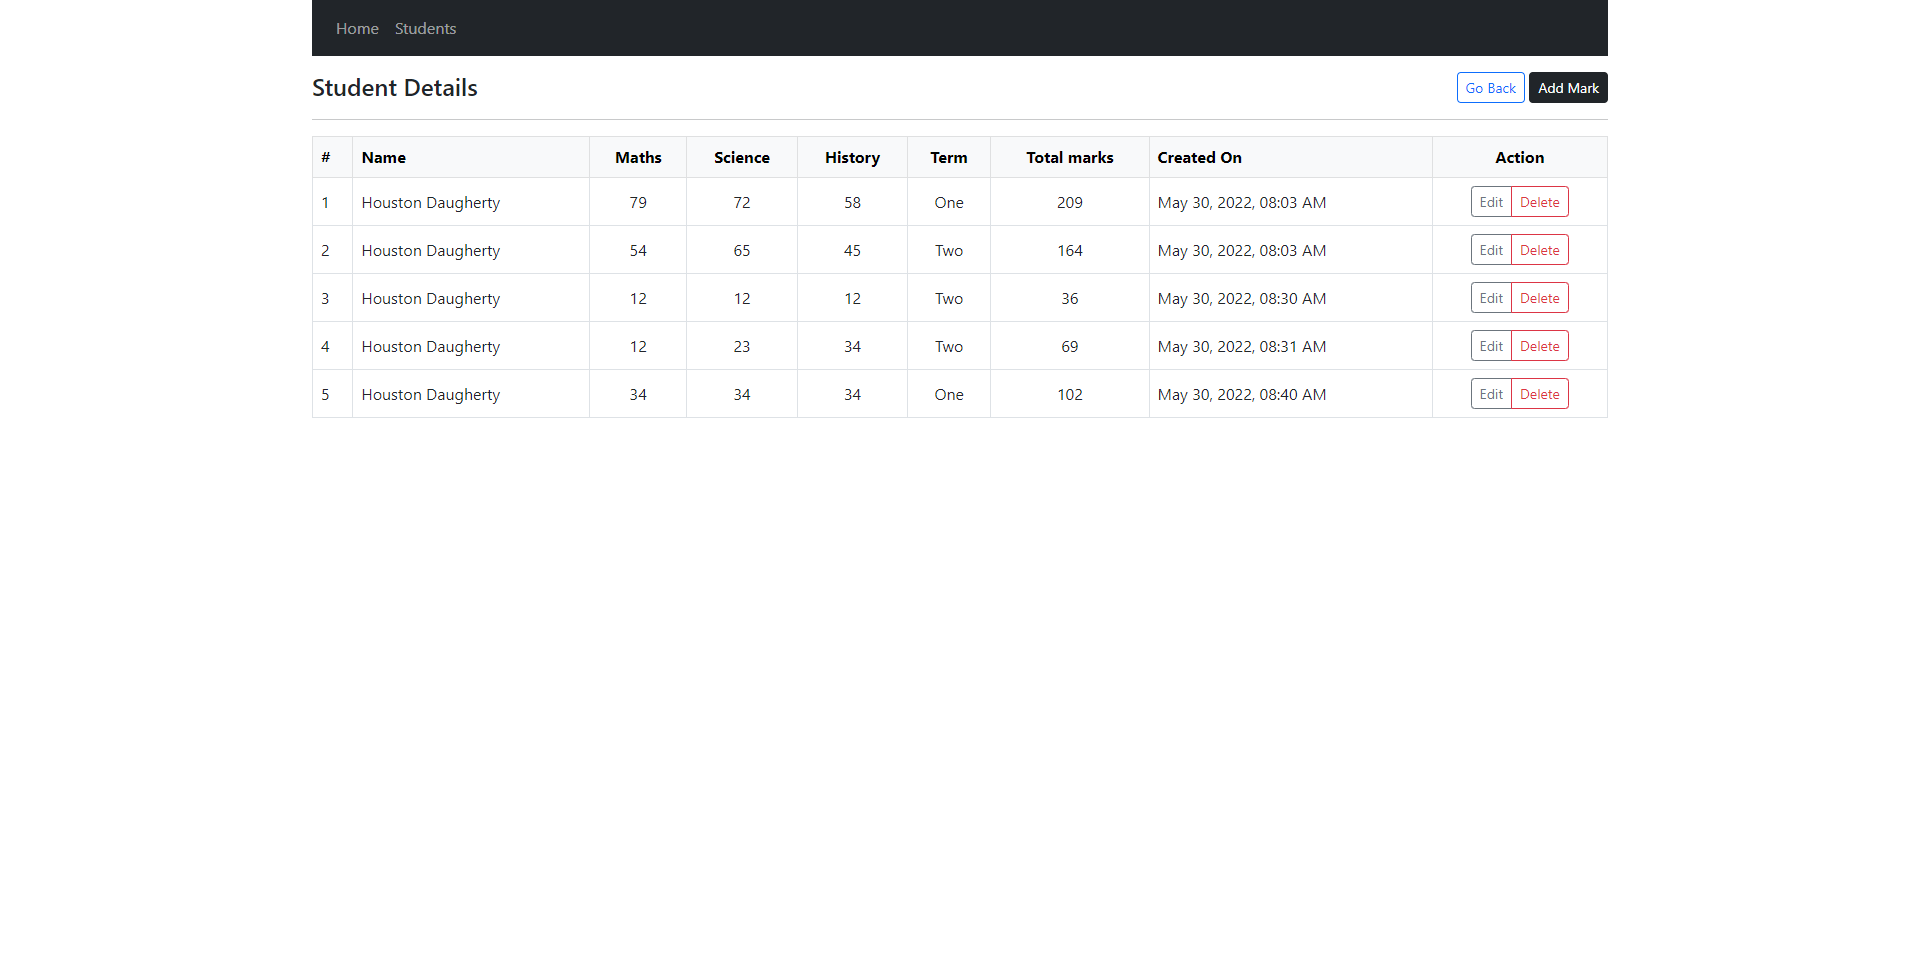 Home Students
Student Details Go Back Add Mark
# Name Maths Science History Term Total marks Created On Action
1 Houston Daugherty 79 72 58 One 209 May 30, 2022, 08:03 AM Edit Delete
2 Houston Daugherty 54 65 45 Two 164 May 30, 2022, 08:03 AM Edit Delete
3 Houston Daugherty 12 12 12 Two 36 May 30, 2022, 08:30 AM Edit Delete
4 Houston Daugherty 12 23 34 Two 69 May 30, 2022, 08:31 AM Edit Delete
5 Houston Daugherty 34 34 34 One 102 May 30, 2022, 08:40 AM Edit Delete